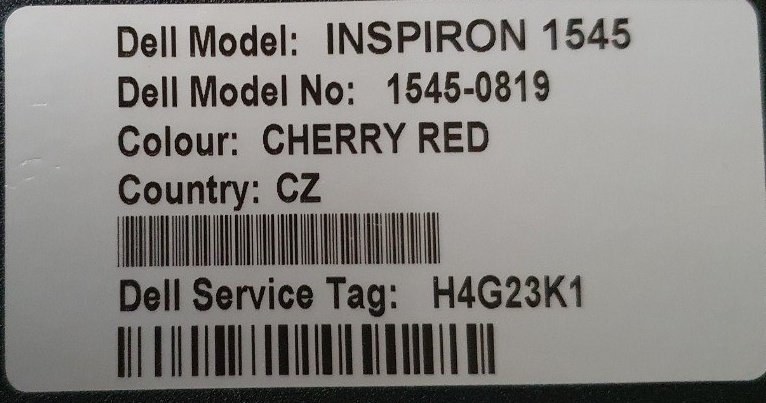 Dell Model: INSPIRON 1545
Dell Model No: 1545-0819
Colour: CHERRY RED
Country: CZ
Dell Service Tag: H4G23K1